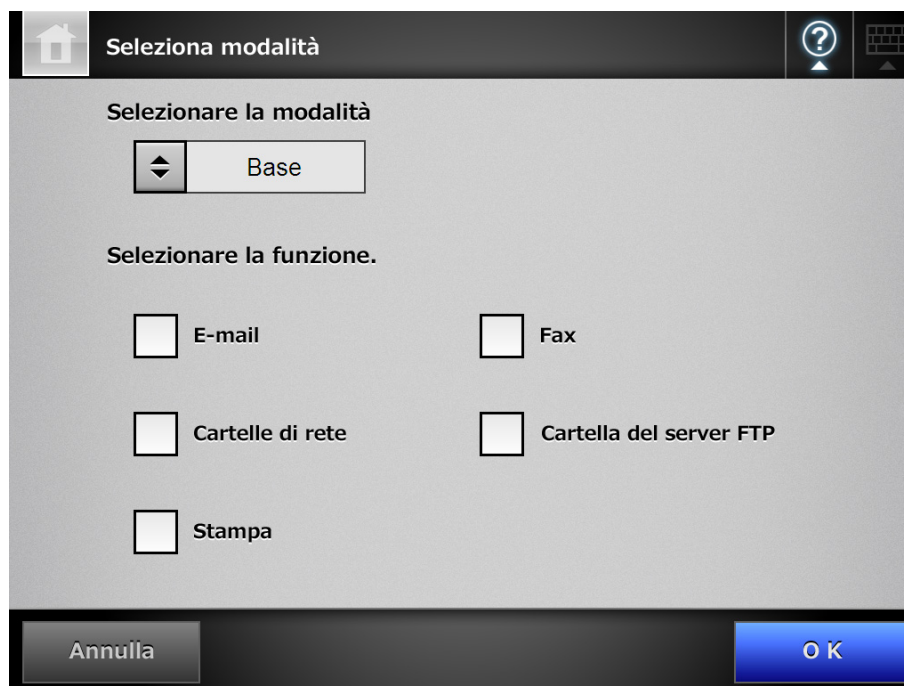 Seleziona modalità
?
Selezionare la modalità
Base
Selezionare la funzione.
E-mail
Fax
Cartelle di rete
Cartella del server FTP
Stampa
Annulla
OK